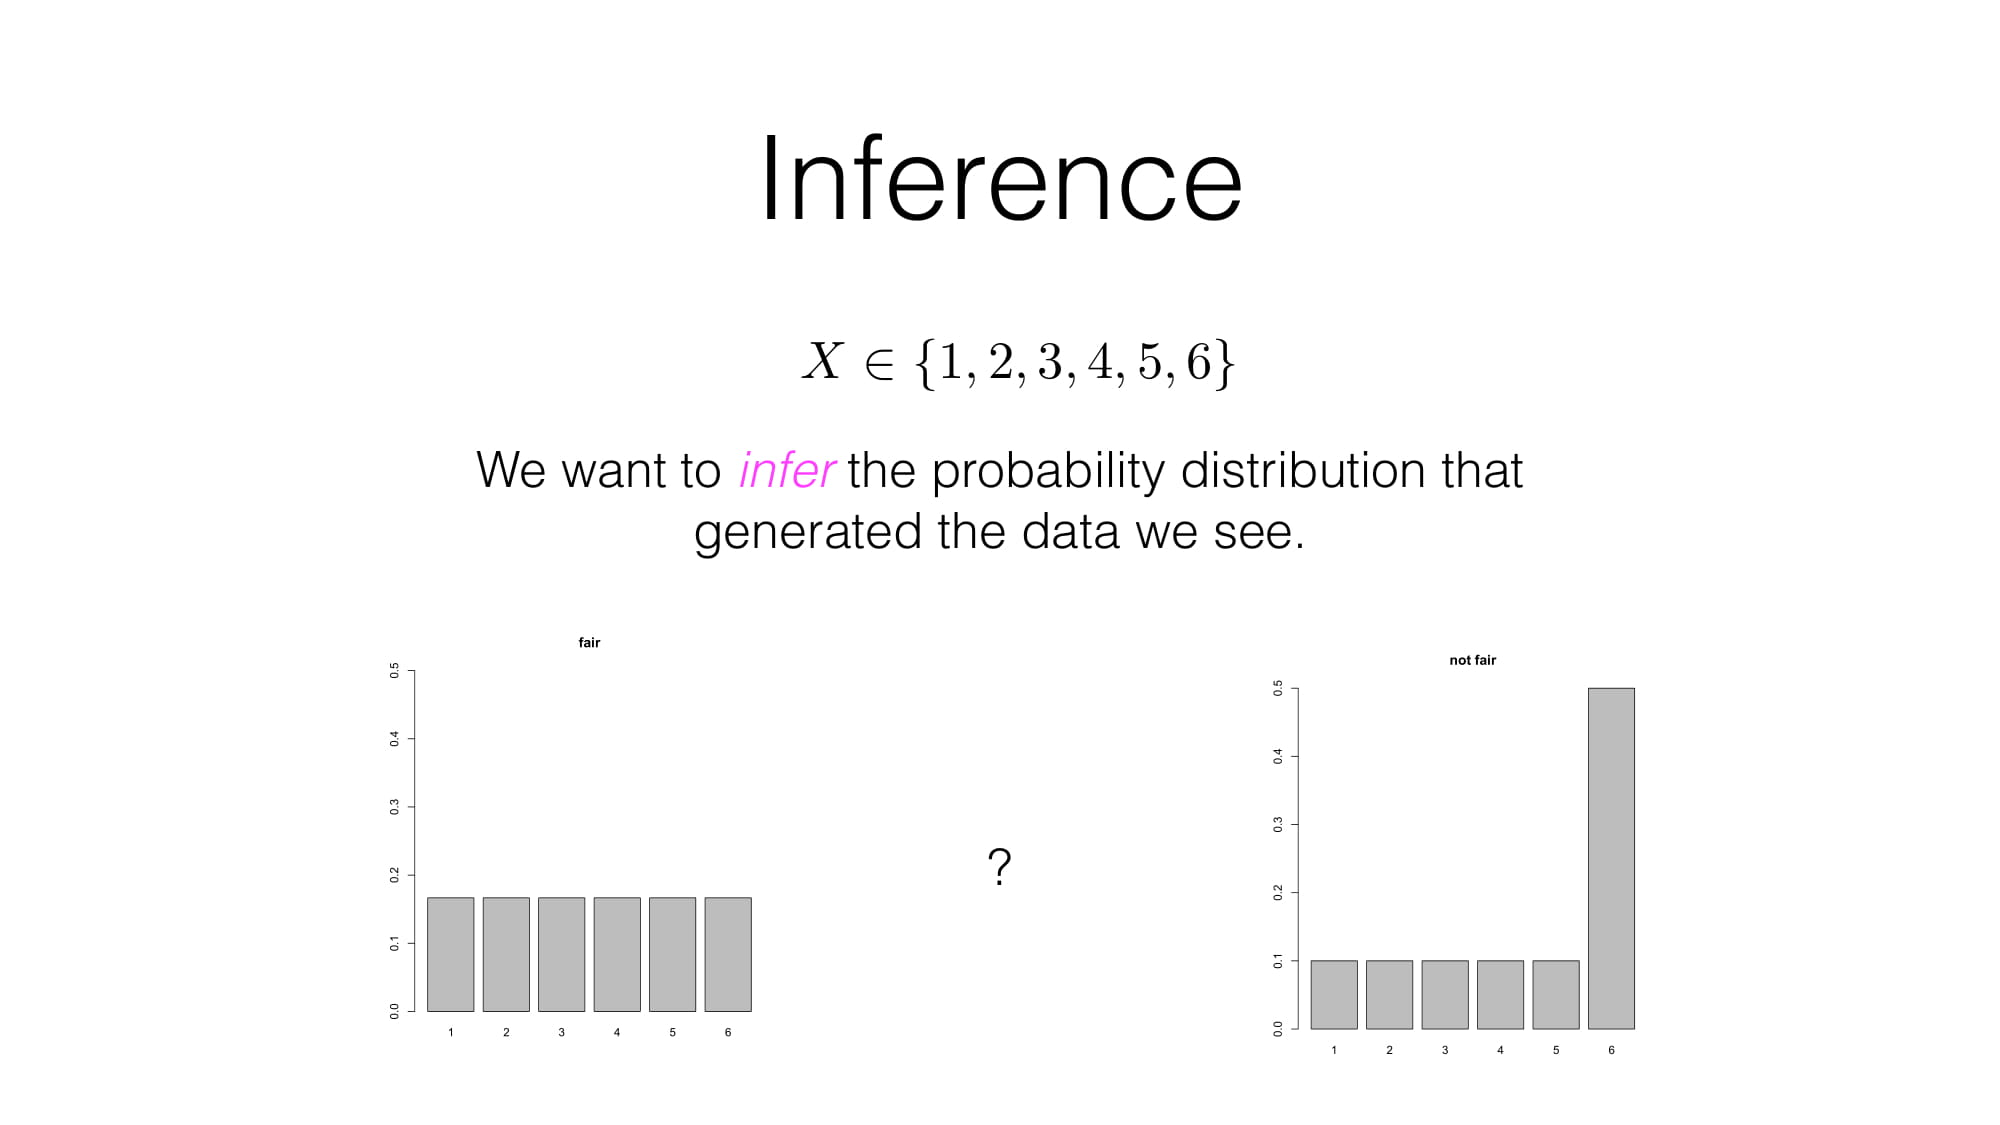 Inference
X ∈ {1, 2, 3, 4, 5, 6}
We want to infer the probability distribution that
generated the data we see.
fair
0.5
0.4
0.3
0.2
0.1
0.0
1 2 3 4 5 6
?
not fair
0.5
0.4
0.3
0.2
0.1
0.0
1 2 3 4 5 6